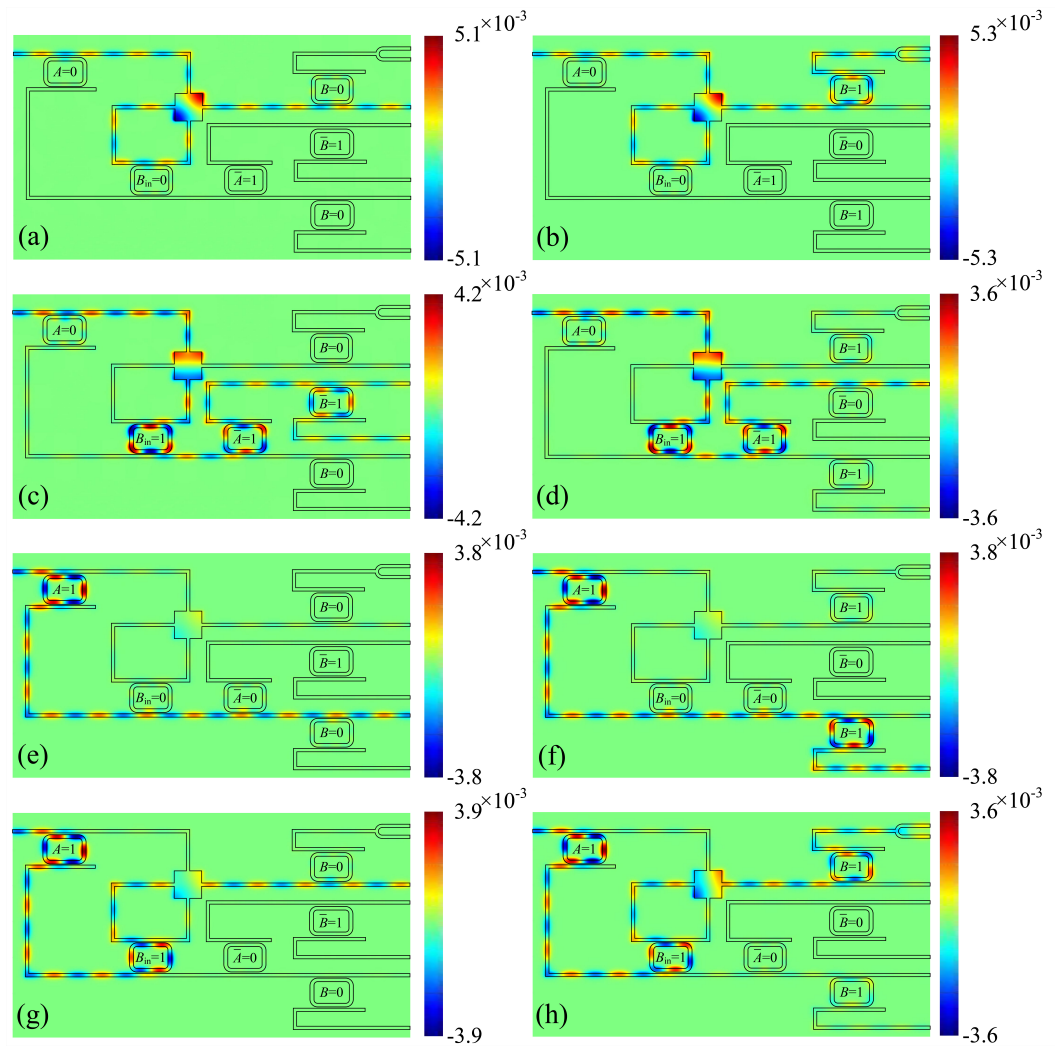 5.1 ×10⁻³
A=0
B=0
B̅=1
Bin=0
A̅=1
B=0
(a)
-5.1
5.3 ×10⁻³
A=0
B=1
B̅=0
Bin=0
A̅=1
B=1
(b)
-5.3
4.2 ×10⁻³
A=0
B=0
B̅=1
Bin=1
A̅=1
B=0
(c)
-4.2
3.6 ×10⁻³
A=0
B=1
B̅=0
Bin=1
A̅=1
B=1
(d)
-3.6
3.8 ×10⁻³
A=1
B=0
B̅=1
Bin=0
A̅=0
B=0
(e)
-3.8
3.8 ×10⁻³
A=1
B=1
B̅=0
Bin=0
A̅=0
B=1
(f)
-3.8
3.9 ×10⁻³
A=1
B=0
B̅=1
Bin=1
A̅=0
B=0
(g)
-3.9
3.6 ×10⁻³
A=1
B=1
B̅=0
Bin=1
A̅=0
B=1
(h)
-3.6